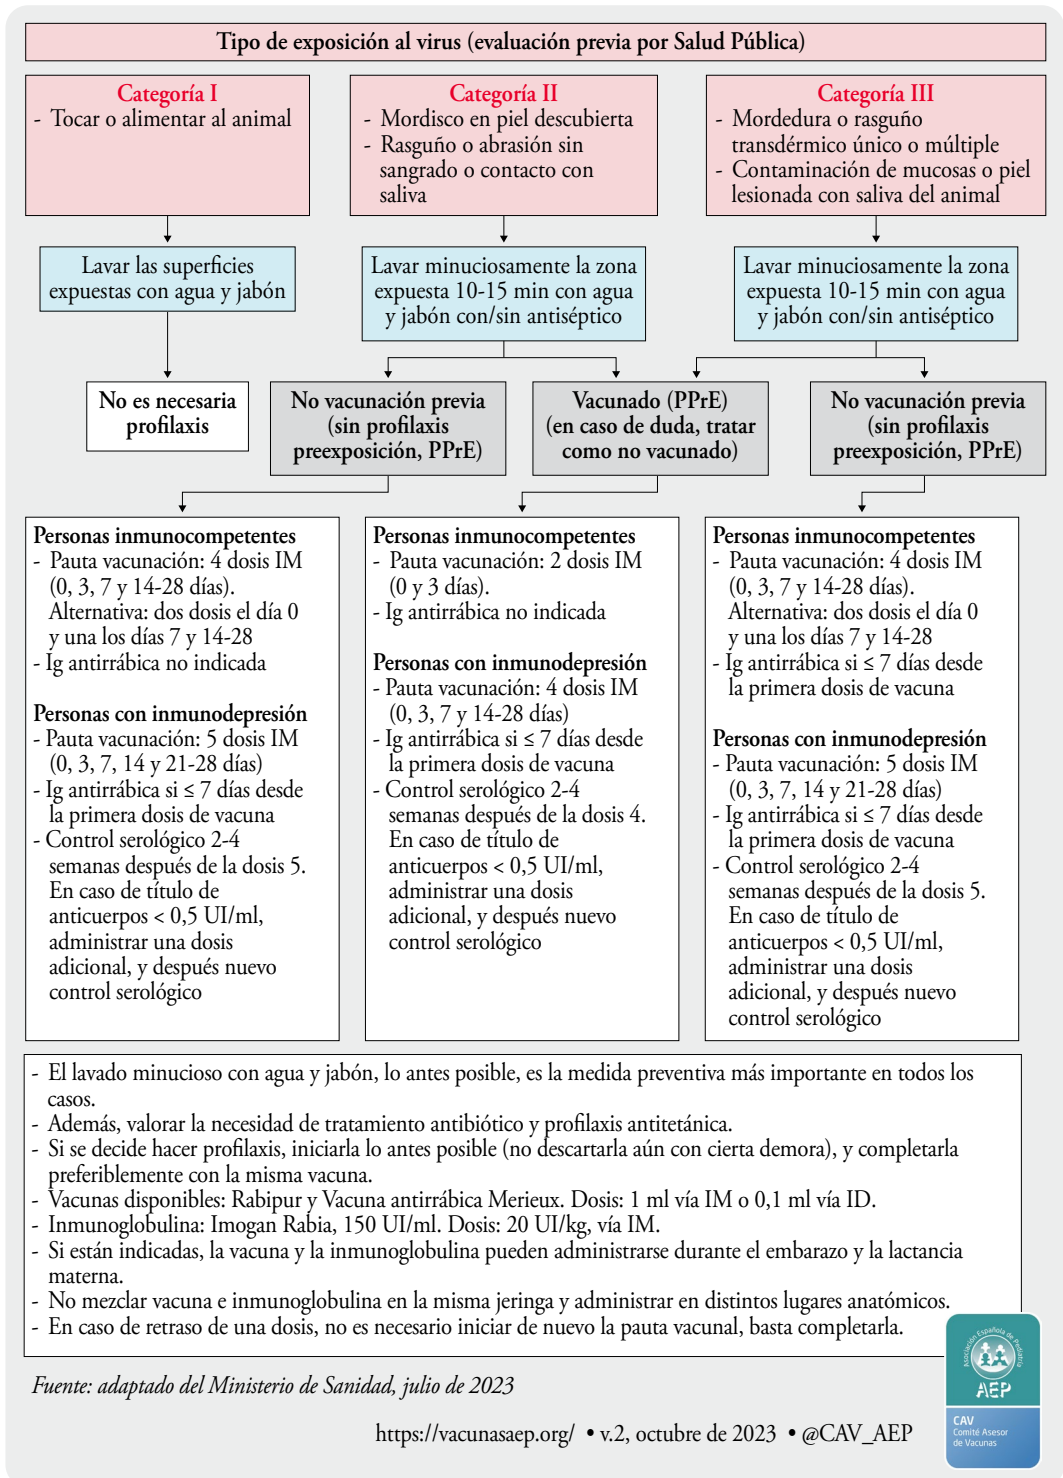 Tipo de exposición al virus (evaluación previa por Salud Pública)
Categoría I
- Tocar o alimentar al animal
Categoría II
- Mordisco en piel descubierta
- Rasguño o abrasión sin
sangrado o contacto con
saliva
Categoría III
- Mordedura o rasguño
transdérmico único o múltiple
- Contaminación de mucosas o piel
lesionada con saliva del animal
Lavar las superficies
expuestas con agua y jabón
Lavar minuciosamente la zona
expuesta 10-15 min con agua
y jabón con/sin antiséptico
Lavar minuciosamente la zona
expuesta 10-15 min con agua
y jabón con/sin antiséptico
No es necesaria
profilaxis
No vacunación previa
(sin profilaxis
preexposición, PPrE)
Vacunado (PPrE)
(en caso de duda, tratar
como no vacunado)
No vacunación previa
(sin profilaxis
preexposición, PPrE)
Personas inmunocompetentes
- Pauta vacunación: 4 dosis IM
(0, 3, 7 y 14-28 días).
Alternativa: dos dosis el día 0
y una los días 7 y 14-28
- Ig antirrábica no indicada
Personas con inmunodepresión
- Pauta vacunación: 5 dosis IM
(0, 3, 7, 14 y 21-28 días)
- Ig antirrábica si ≤ 7 días desde
la primera dosis de vacuna
- Control serológico 2-4
semanas después de la dosis 5.
En caso de título de
anticuerpos < 0,5 UI/ml,
administrar una dosis
adicional, y después nuevo
control serológico
Personas inmunocompetentes
- Pauta vacunación: 2 dosis IM
(0 y 3 días).
- Ig antirrábica no indicada
Personas con inmunodepresión
- Pauta vacunación: 4 dosis IM
(0, 3, 7 y 14-28 días)
- Ig antirrábica si ≤ 7 días desde
la primera dosis de vacuna
- Control serológico 2-4
semanas después de la dosis 4.
En caso de título de
anticuerpos < 0,5 UI/ml,
administrar una dosis
adicional, y después nuevo
control serológico
Personas inmunocompetentes
- Pauta vacunación: 4 dosis IM
(0, 3, 7 y 14-28 días).
Alternativa: dos dosis el día 0
y una los días 7 y 14-28
- Ig antirrábica si ≤ 7 días desde
la primera dosis de vacuna
Personas con inmunodepresión
- Pauta vacunación: 5 dosis IM
(0, 3, 7, 14 y 21-28 días)
- Ig antirrábica si ≤ 7 días desde
la primera dosis de vacuna
- Control serológico 2-4
semanas después de la dosis 5.
En caso de título de
anticuerpos < 0,5 UI/ml,
administrar una dosis
adicional, y después nuevo
control serológico
- El lavado minucioso con agua y jabón, lo antes posible, es la medida preventiva más importante en todos los
casos.
- Además, valorar la necesidad de tratamiento antibiótico y profilaxis antitetánica.
- Si se decide hacer profilaxis, iniciarla lo antes posible (no descartarla aún con cierta demora), y completarla
preferiblemente con la misma vacuna.
- Vacunas disponibles: Rabipur y Vacuna antirrábica Merieux. Dosis: 1 ml vía IM o 0,1 ml vía ID.
- Inmunoglobulina: Imogan Rabia, 150 UI/ml. Dosis: 20 UI/kg, vía IM.
- Si están indicadas, la vacuna y la inmunoglobulina pueden administrarse durante el embarazo y la lactancia
materna.
- No mezclar vacuna e inmunoglobulina en la misma jeringa y administrar en distintos lugares anatómicos.
- En caso de retraso de una dosis, no es necesario iniciar de nuevo la pauta vacunal, basta completarla.
Asociación Española de Pediatría
AEP
CAV
Comité Asesor
de Vacunas
Fuente: adaptado del Ministerio de Sanidad, julio de 2023
https://vacunasaep.org/ • v.2, octubre de 2023 • @CAV_AEP